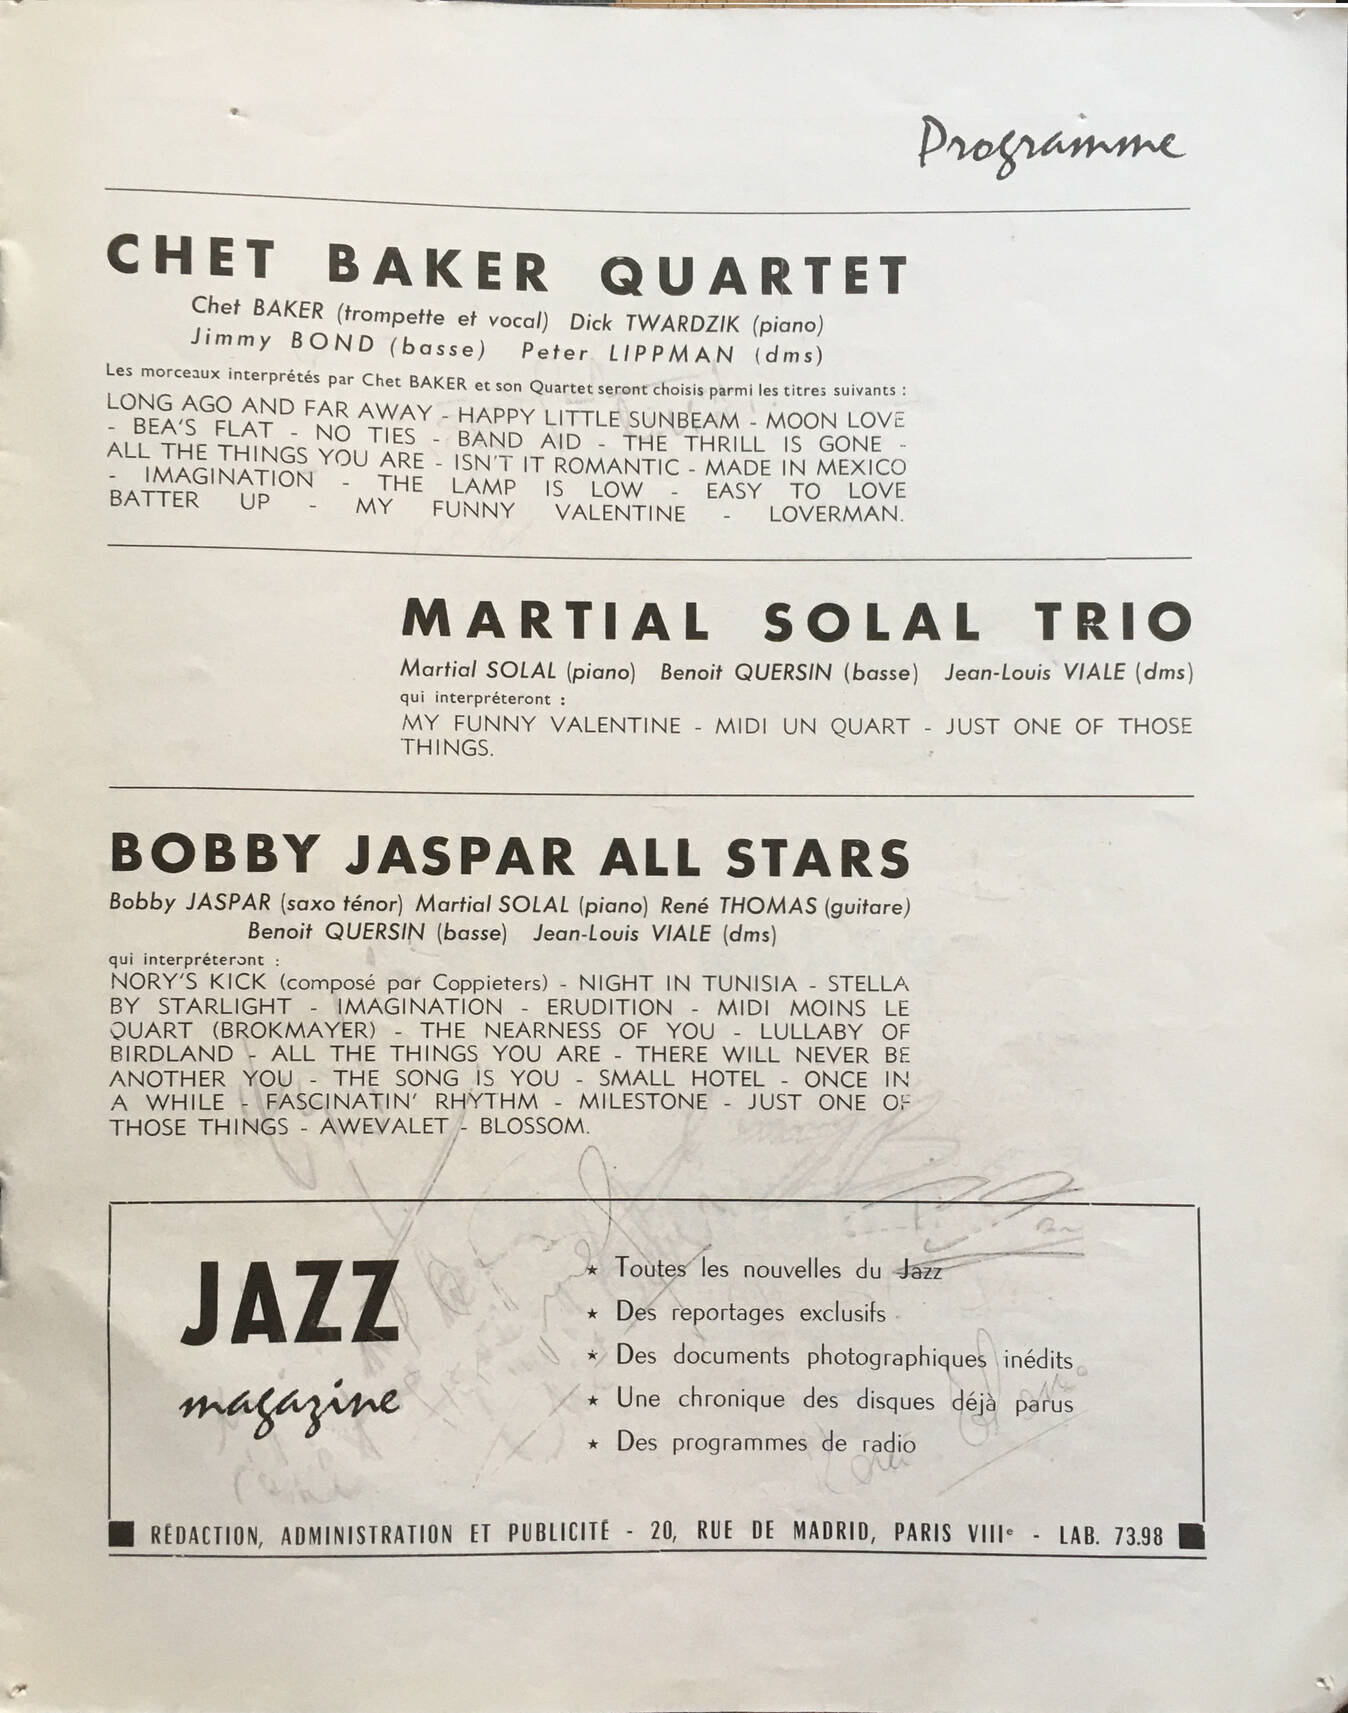 Programme
CHET BAKER QUARTET
Chet BAKER (trompette et vocal) Dick TWARDZIK (piano)
Jimmy BOND (basse) Peter LIPPMAN (dms)
Les morceaux interprétés par Chet BAKER et son Quartet seront choisis parmi les titres suivants :
LONG AGO AND FAR AWAY - HAPPY LITTLE SUNBEAM - MOON LOVE
- BEA'S FLAT - NO TIES - BAND AID - THE THRILL IS GONE -
ALL THE THINGS YOU ARE - ISN'T IT ROMANTIC - MADE IN MEXICO
- IMAGINATION - THE LAMP IS LOW - EASY TO LOVE
BATTER UP - MY FUNNY VALENTINE - LOVERMAN.
MARTIAL SOLAL TRIO
Martial SOLAL (piano) Benoit QUERSIN (basse) Jean-Louis VIALE (dms)
qui interpréteront :
MY FUNNY VALENTINE - MIDI UN QUART - JUST ONE OF THOSE
THINGS.
BOBBY JASPAR ALL STARS
Bobby JASPAR (saxo ténor) Martial SOLAL (piano) René THOMAS (guitare)
Benoit QUERSIN (basse) Jean-Louis VIALE (dms)
qui interpréteront :
NORY'S KICK (composé par Coppieters) - NIGHT IN TUNISIA - STELLA
BY STARLIGHT - IMAGINATION - ERUDITION - MIDI MOINS LE
QUART (BROKMAYER) - THE NEARNESS OF YOU - LULLABY OF
BIRDLAND - ALL THE THINGS YOU ARE - THERE WILL NEVER BE
ANOTHER YOU - THE SONG IS YOU - SMALL HOTEL - ONCE IN
A WHILE - FASCINATIN' RHYTHM - MILESTONE - JUST ONE OF
THOSE THINGS - AWEVALET - BLOSSOM.
JAZZ
magazine
★ Toutes les nouvelles du Jazz
★ Des reportages exclusifs
★ Des documents photographiques inédits
★ Une chronique des disques déjà parus
★ Des programmes de radio
■ RÉDACTION, ADMINISTRATION ET PUBLICITÉ - 20, RUE DE MADRID, PARIS VIIIe - LAB. 73.98 ■